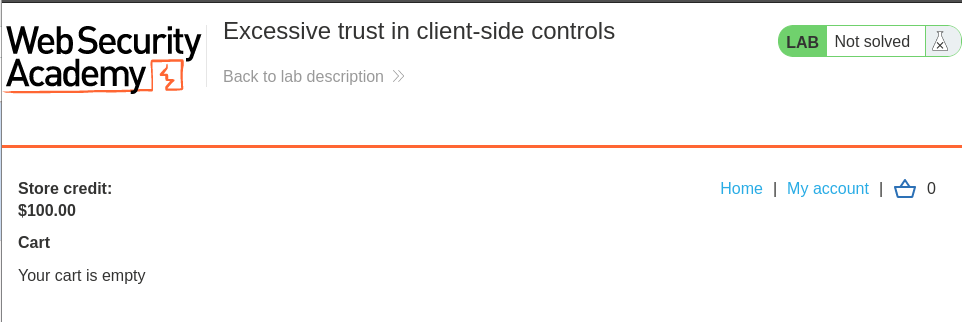 Web Security
Academy
Excessive trust in client-side controls
Back to lab description
LAB
Not solved
Store credit:
$100.00
Home | My account | 0
Cart
Your cart is empty